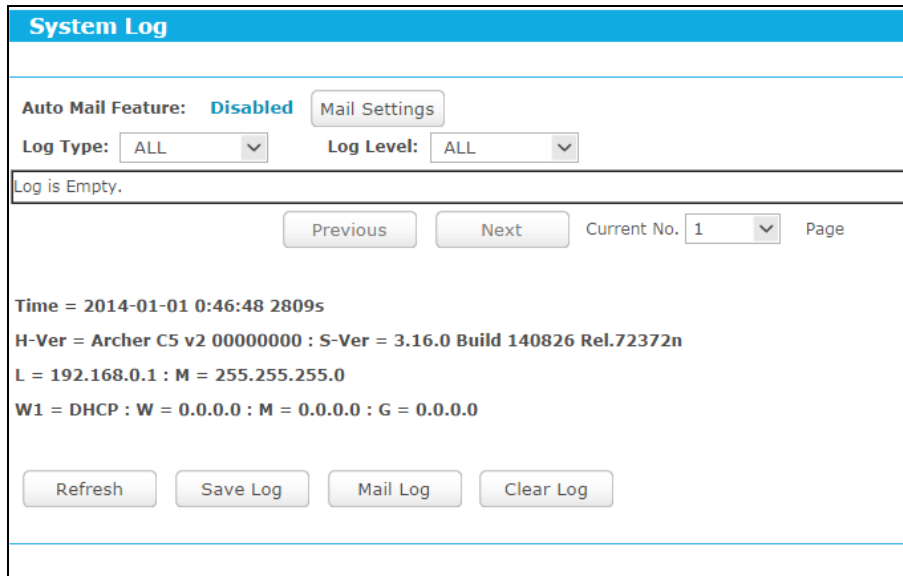 System Log
Auto Mail Feature: Disabled Mail Settings
Log Type: ALL Log Level: ALL
Log is Empty.
Previous Next Current No. 1 Page
Time = 2014-01-01 0:46:48 2809s
H-Ver = Archer C5 v2 00000000 : S-Ver = 3.16.0 Build 140826 Rel.72372n
L = 192.168.0.1 : M = 255.255.255.0
W1 = DHCP : W = 0.0.0.0 : M = 0.0.0.0 : G = 0.0.0.0
Refresh Save Log Mail Log Clear Log